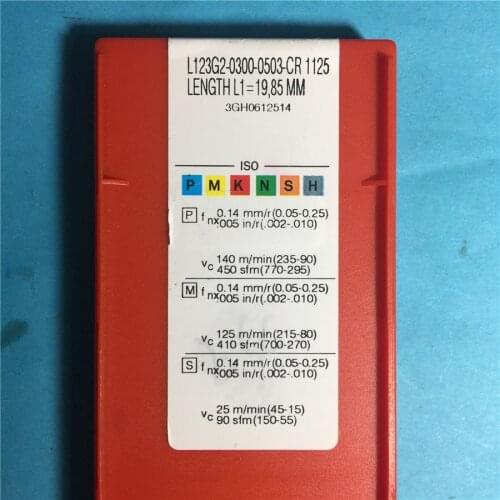 L123G2-0300-0503-CR 1125
LENGTH L1=19,85 MM
3GH0612514
ISO
P M K N S H
P f nx 0.14 mm/r(0.05-0.25)
.005 in/r(.002-.010)
vc 140 m/min(235-90)
450 sfm(770-295)
M f nx 0.14 mm/r(0.05-0.25)
.005 in/r(.002-.010)
vc 125 m/min(215-80)
410 sfm(700-270)
S f nx 0.14 mm/r(0.05-0.25)
.005 in/r(.002-.010)
vc 25 m/min(45-15)
90 sfm(150-55)